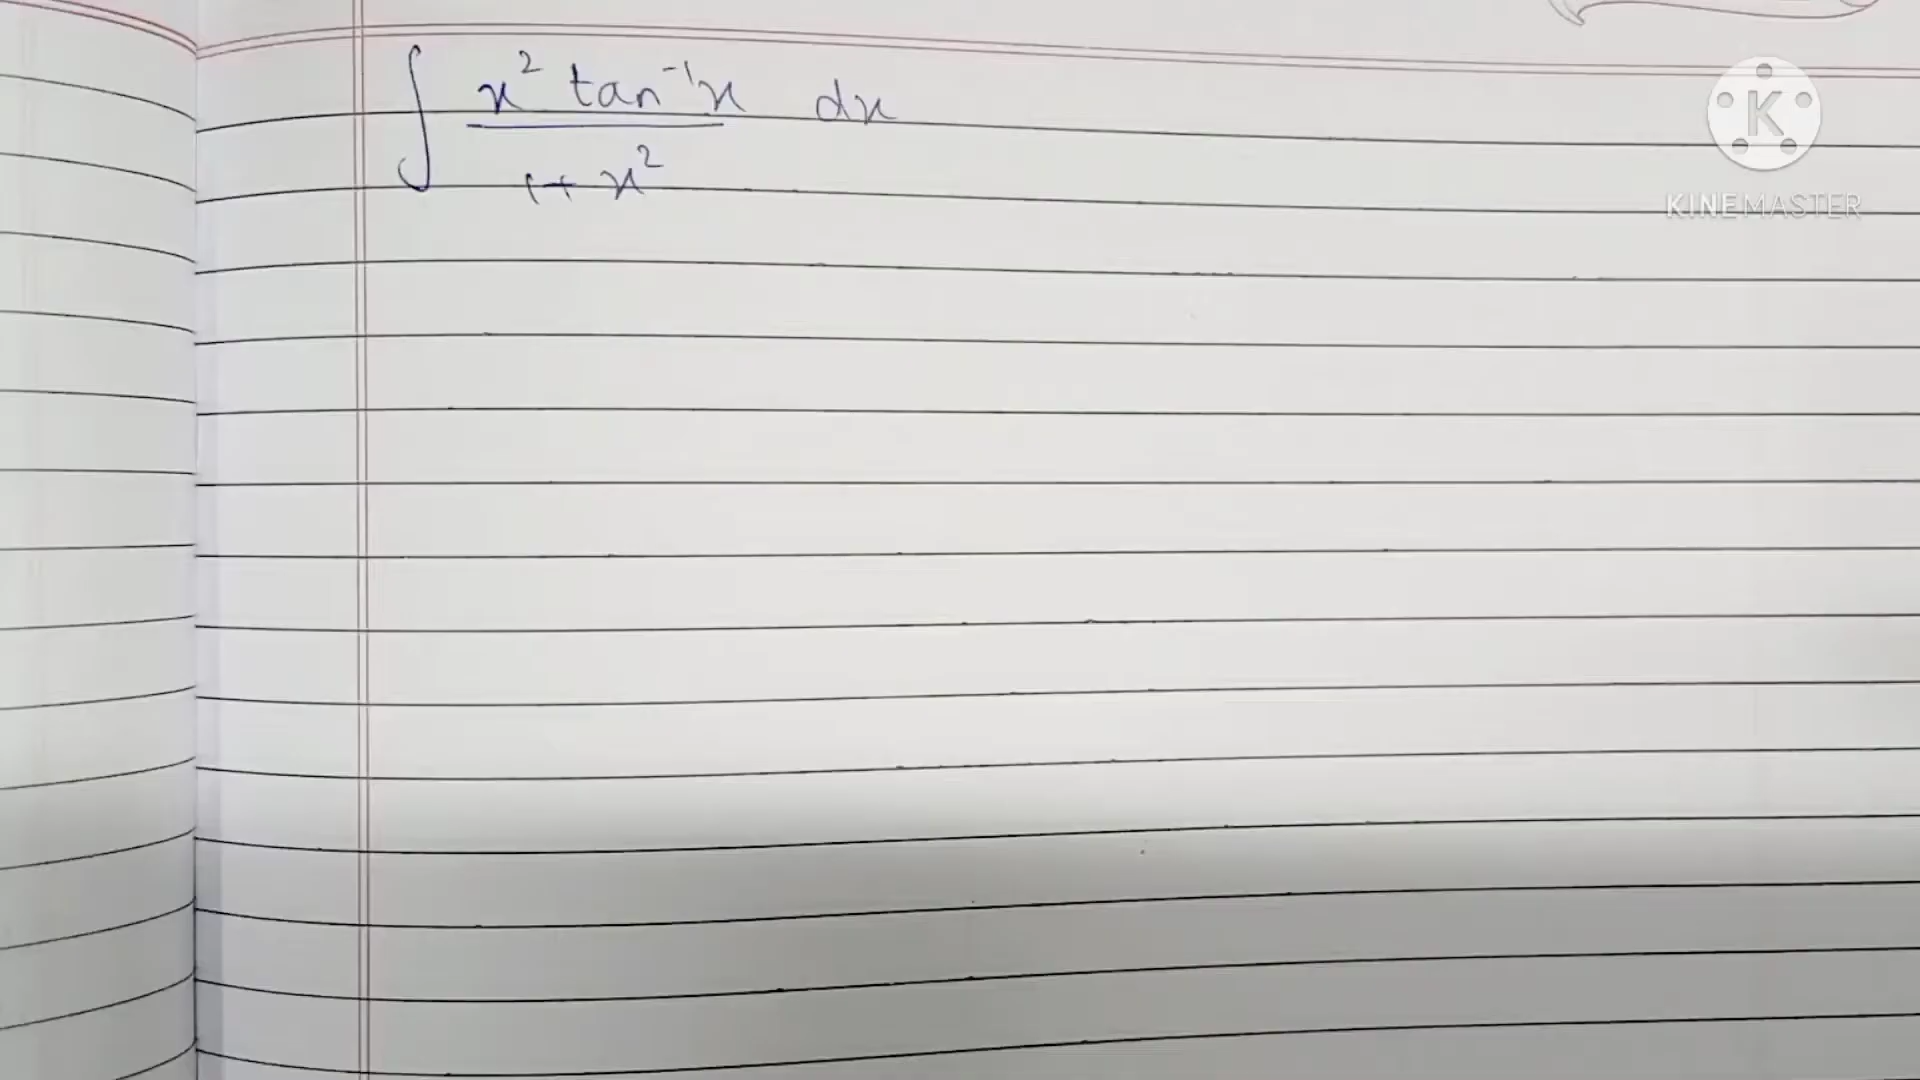 ∫ x² tan⁻¹x dx
1+ x²
K
KINEMASTER